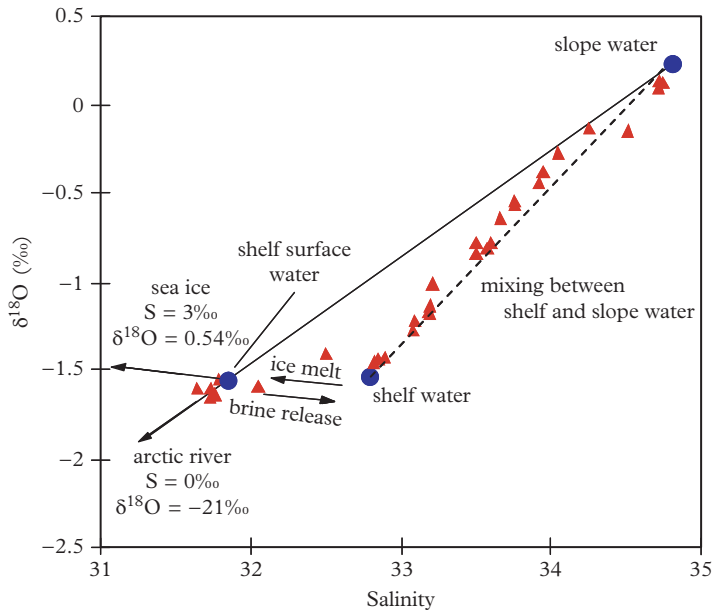 0.5
0
−0.5
−1
−1.5
−2
−2.5
δ¹⁸O (‰)
31
32
33
34
35
Salinity
slope water
shelf surface
water
sea ice
S = 3‰
δ¹⁸O = 0.54‰
mixing between
shelf and slope water
ice melt
brine release
shelf water
arctic river
S = 0‰
δ¹⁸O = −21‰